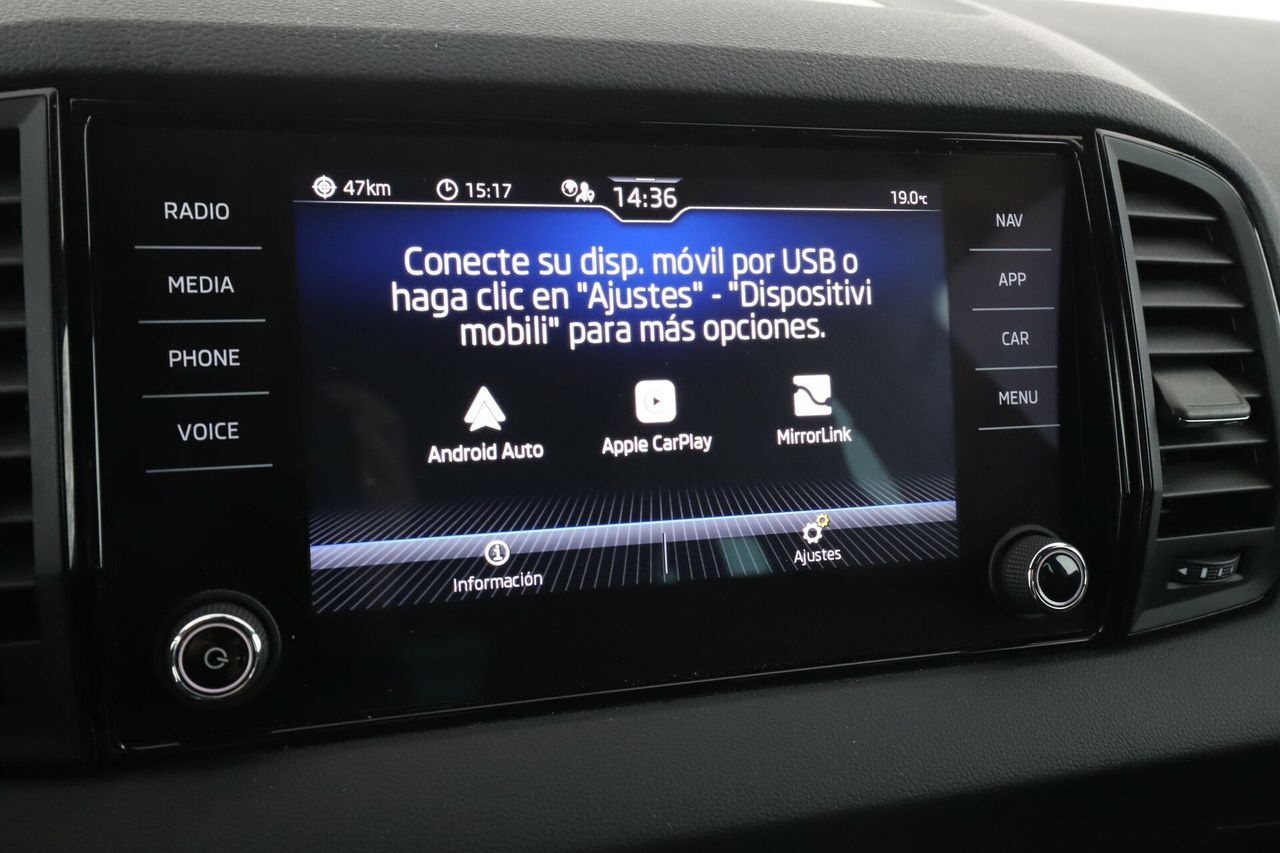 47km 15:17 14:36 19.0°C
RADIO
MEDIA
PHONE
VOICE
Conecte su disp. móvil por USB o
haga clic en "Ajustes" - "Dispositivi
mobili" para más opciones.
Android Auto Apple CarPlay MirrorLink
Información Ajustes
NAV
APP
CAR
MENU